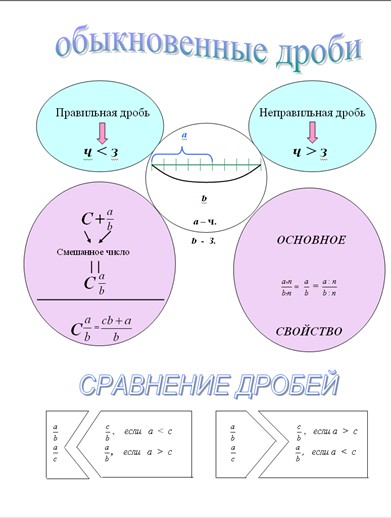 обыкновенные дроби
Правильная дробь
ч < з
Неправильная дробь
ч > з
a
b
a – ч.
b - з.
C + a/b
Смешанное число
||
C a/b
C a/b = cb + a/b
ОСНОВНОЕ
a·n/b·n = a/b = a : n/b : n
СВОЙСТВО
СРАВНЕНИЕ ДРОБЕЙ
a/b
c/b, если a < c
a/c
a/b, если a > c
a/b
c/b, если a > c
a/b
a/b, если a < c